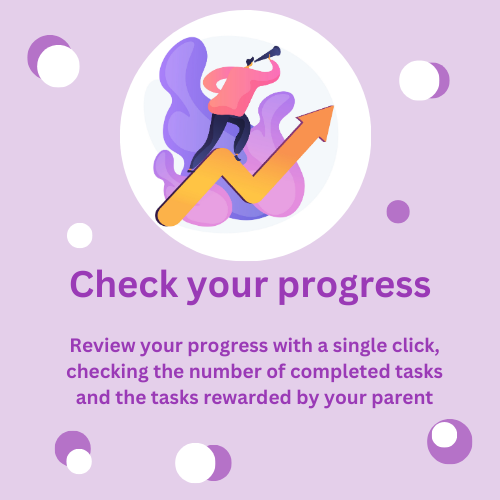 Check your progress
Review your progress with a single click,
checking the number of completed tasks
and the tasks rewarded by your parent